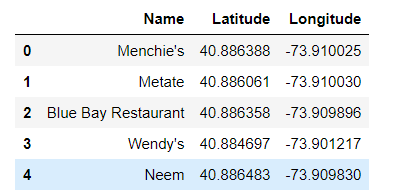 Name Latitude Longitude
0 Menchie's 40.886388 -73.910025
1 Metate 40.886061 -73.910030
2 Blue Bay Restaurant 40.886358 -73.909896
3 Wendy's 40.884697 -73.901217
4 Neem 40.886483 -73.909830